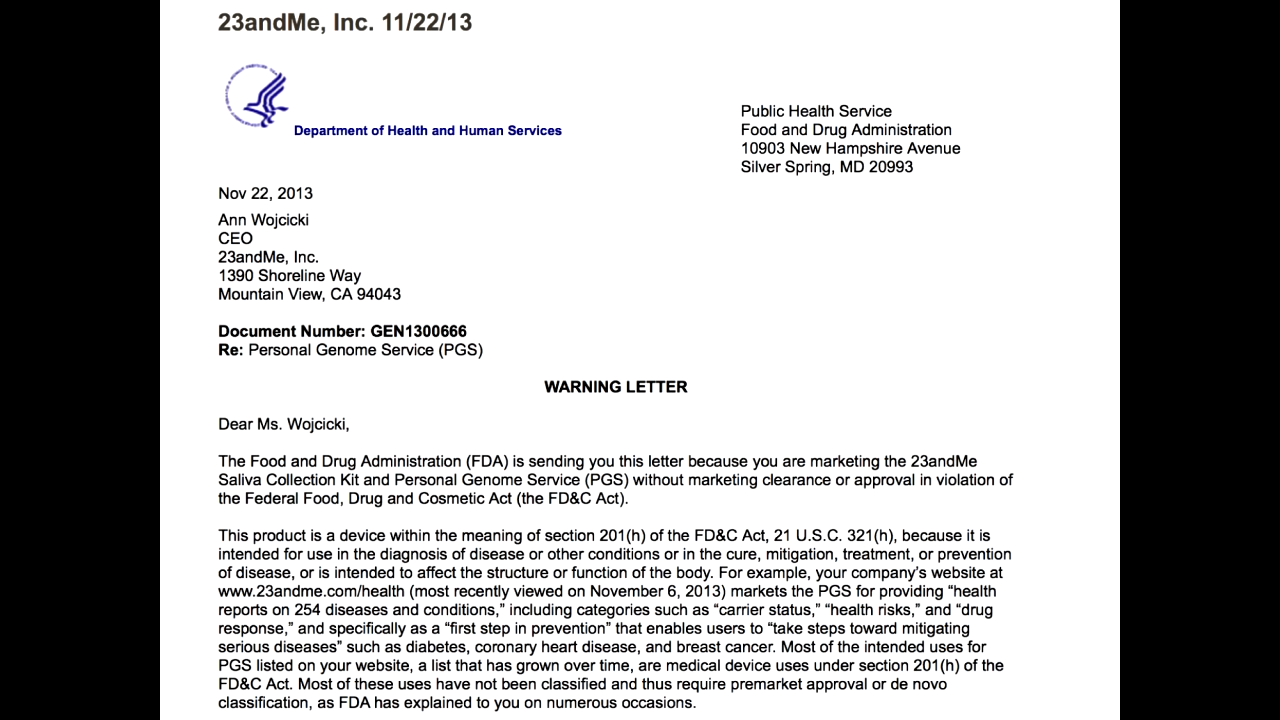 23andMe, Inc. 11/22/13
Department of Health and Human Services
Public Health Service
Food and Drug Administration
10903 New Hampshire Avenue
Silver Spring, MD 20993
Nov 22, 2013
Ann Wojcicki
CEO
23andMe, Inc.
1390 Shoreline Way
Mountain View, CA 94043
Document Number: GEN1300666
Re: Personal Genome Service (PGS)
WARNING LETTER
Dear Ms. Wojcicki,
The Food and Drug Administration (FDA) is sending you this letter because you are marketing the 23andMe
Saliva Collection Kit and Personal Genome Service (PGS) without marketing clearance or approval in violation of
the Federal Food, Drug and Cosmetic Act (the FD&C Act).
This product is a device within the meaning of section 201(h) of the FD&C Act, 21 U.S.C. 321(h), because it is
intended for use in the diagnosis of disease or other conditions or in the cure, mitigation, treatment, or prevention
of disease, or is intended to affect the structure or function of the body. For example, your company’s website at
www.23andme.com/health (most recently viewed on November 6, 2013) markets the PGS for providing “health
reports on 254 diseases and conditions,” including categories such as “carrier status,” “health risks,” and “drug
response,” and specifically as a “first step in prevention” that enables users to “take steps toward mitigating
serious diseases” such as diabetes, coronary heart disease, and breast cancer. Most of the intended uses for
PGS listed on your website, a list that has grown over time, are medical device uses under section 201(h) of the
FD&C Act. Most of these uses have not been classified and thus require premarket approval or de novo
classification, as FDA has explained to you on numerous occasions.